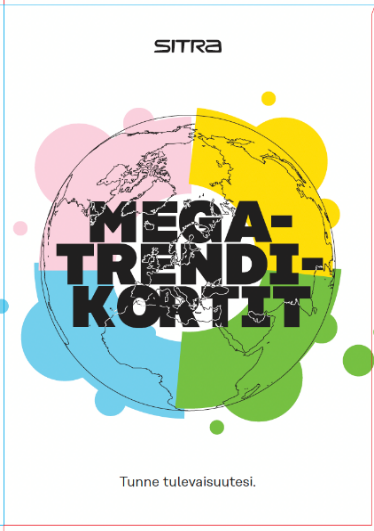 SITRA
MEGA-
TRENDI-
KORTIT
Tunne tulevaisuutesi.